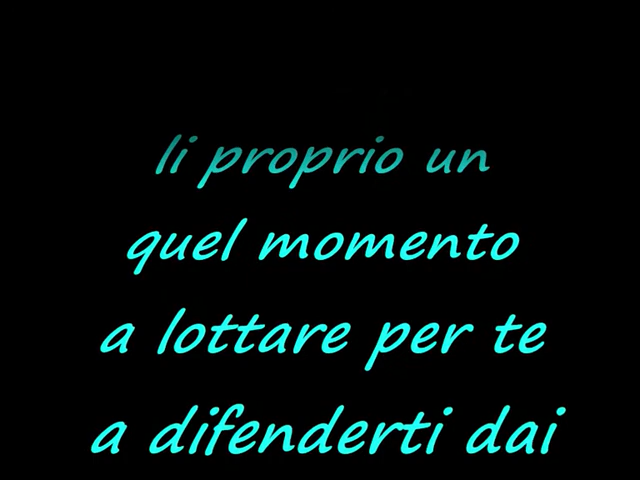 li proprio un
quel momento
a lottare per te
a difenderti dai